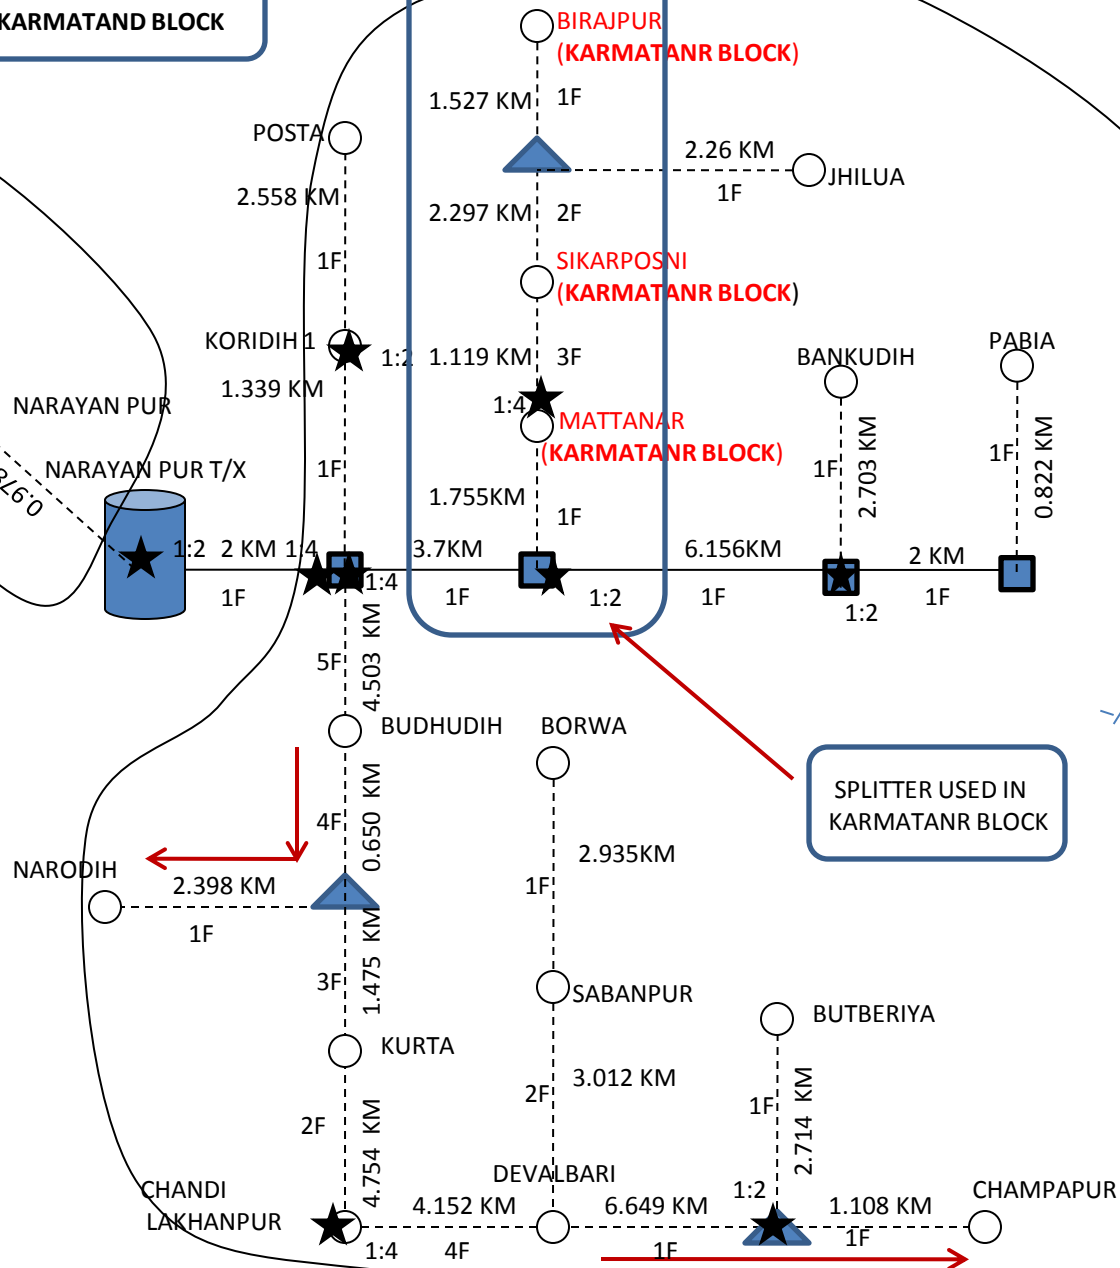 KARMATAND BLOCK
BIRAJPUR
(KARMATANR BLOCK)
1.527 KM
1F
POSTA
2.26 KM
1F
JHILUA
2.558 KM
2.297 KM
2F
1F
SIKARPOSNI
(KARMATANR BLOCK)
KORIDIH 1
1:2
1.119 KM
3F
1.339 KM
BANKUDIH
PABIA
NARAYAN PUR
1:4
MATTANAR
(KARMATANR BLOCK)
NARAYAN PUR T/X
1F
1F
2.703 KM
1F
0.822 KM
0.978
1.755KM
1F
1:2
2 KM
1:4
3.7KM
6.156KM
2 KM
1F
1:4
1F
1:2
1F
1:2
1F
5F
4.503 KM
BUDHUDIH
BORWA
4F
0.650 KM
SPLITTER USED IN
KARMATANR BLOCK
NARODIH
2.398 KM
1F
2.935KM
1F
3F
1.475 KM
SABANPUR
BUTBERIYA
KURTA
2F
3.012 KM
1F
2.714 KM
2F
4.754 KM
DEVALBARI
CHANDI
LAKHANPUR
4.152 KM
6.649 KM
1:2
1.108 KM
CHAMPAPUR
1:4
4F
1F
1F